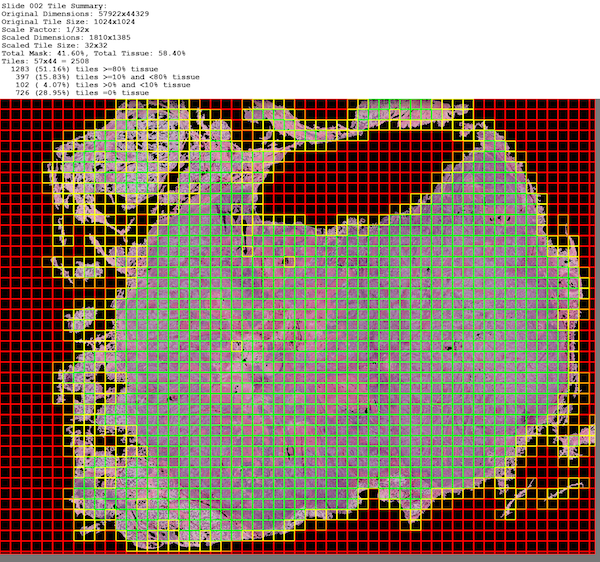 Slide 002 Tile Summary:
Original Dimensions: 57922x44329
Original Tile Size: 1024x1024
Scale Factor: 1/32x
Scaled Dimensions: 1810x1385
Scaled Tile Size: 32x32
Total Mask: 41.60%, Total Tissue: 58.40%
Tiles: 57x44 = 2508
1283 (51.16%) tiles >=80% tissue
397 (15.83%) tiles >=10% and <80% tissue
102 ( 4.07%) tiles >0% and <10% tissue
726 (28.95%) tiles =0% tissue